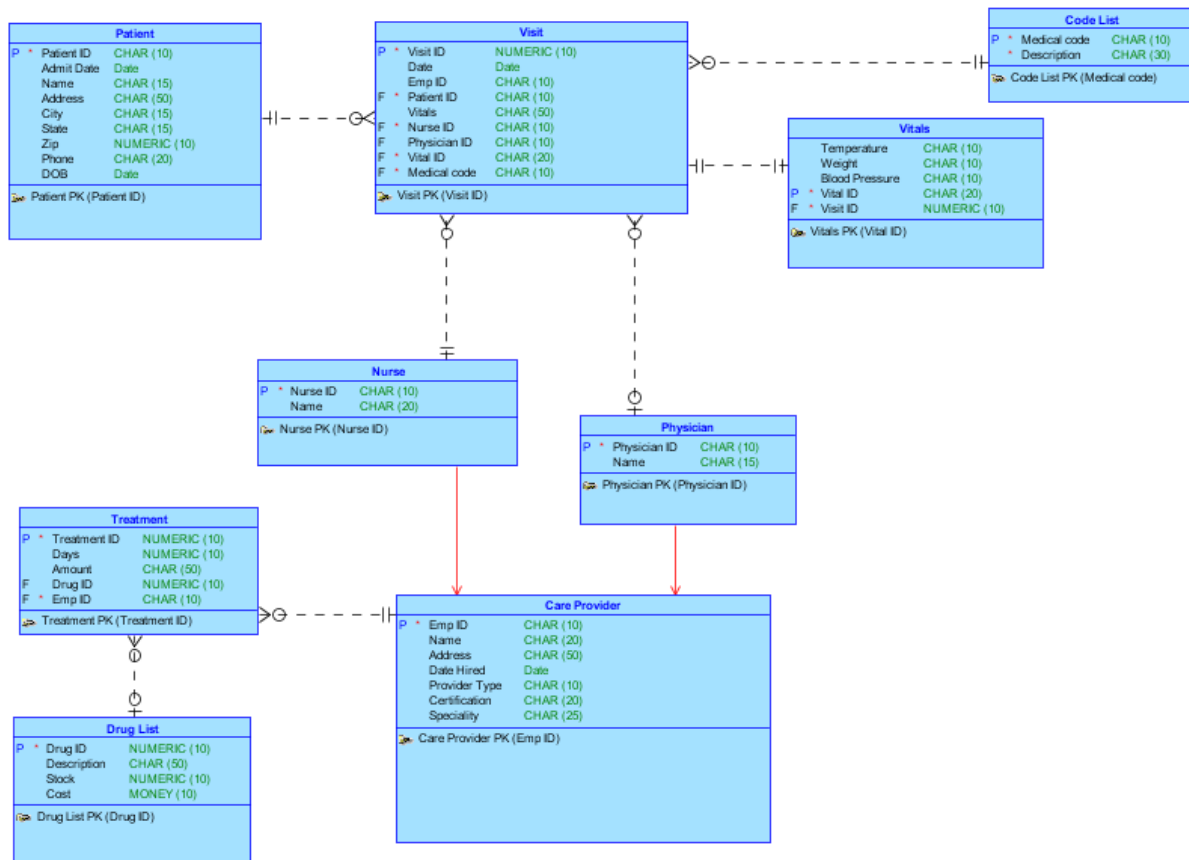 Patient
P * Patient ID CHAR (10)
Admit Date Date
Name CHAR (15)
Address CHAR (50)
City CHAR (15)
State CHAR (15)
Zip NUMERIC (10)
Phone CHAR (20)
DOB Date
Patient PK (Patient ID)
Visit
P * Visit ID NUMERIC (10)
Date Date
Emp ID CHAR (10)
F * Patient ID CHAR (10)
Vitals CHAR (50)
F * Nurse ID CHAR (10)
F Physician ID CHAR (10)
F * Vital ID CHAR (20)
F * Medical code CHAR (10)
Visit PK (Visit ID)
Code List
P * Medical code CHAR (10)
* Description CHAR (30)
Code List PK (Medical code)
Vitals
Temperature CHAR (10)
Weight CHAR (10)
Blood Pressure CHAR (10)
P * Vital ID CHAR (20)
F * Visit ID NUMERIC (10)
Vitals PK (Vital ID)
Nurse
P * Nurse ID CHAR (10)
Name CHAR (20)
Nurse PK (Nurse ID)
Physician
P * Physician ID CHAR (10)
Name CHAR (15)
Physician PK (Physician ID)
Treatment
P * Treatment ID NUMERIC (10)
Days NUMERIC (10)
Amount CHAR (50)
F Drug ID NUMERIC (10)
F * Emp ID CHAR (10)
Treatment PK (Treatment ID)
Care Provider
P * Emp ID CHAR (10)
Name CHAR (20)
Address CHAR (50)
Date Hired Date
Provider Type CHAR (10)
Certification CHAR (20)
Speciality CHAR (25)
Care Provider PK (Emp ID)
Drug List
P * Drug ID NUMERIC (10)
Description CHAR (50)
Stock NUMERIC (10)
Cost MONEY (10)
Drug List PK (Drug ID)